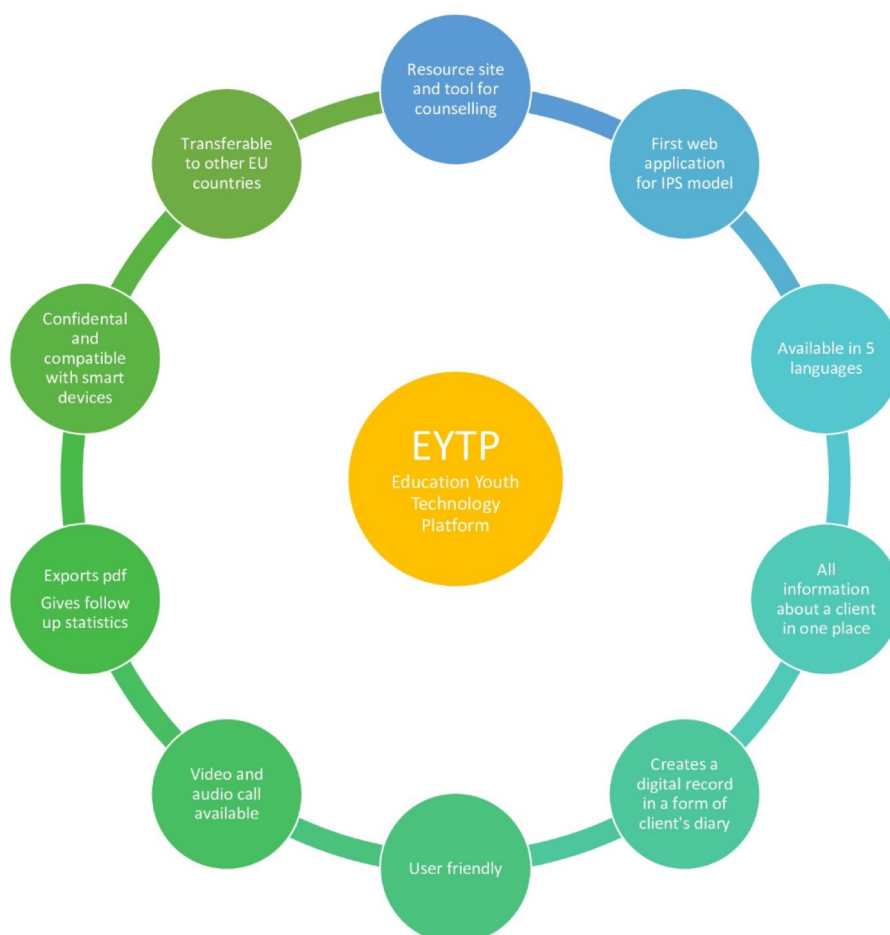 Resource site
and tool for
counselling
First web
application
for IPS model
Available in 5
languages
All
information
about a client
in one place
Creates a
digital record
in a form of
client's diary
User friendly
Video and
audio call
available
Exports pdf
Gives follow
up statistics
Confidental
and
compatible
with smart
devices
Transferable
to other EU
countries
EYTP
Education Youth
Technology
Platform